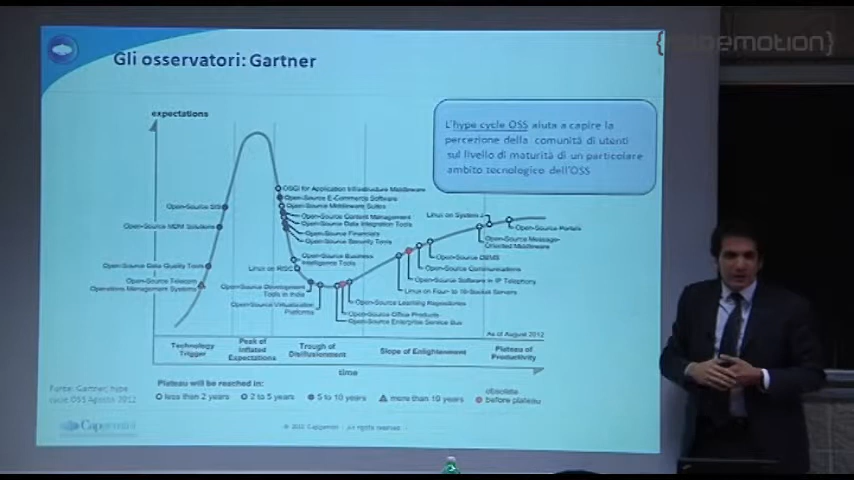 {codemotion}
Gli osservatori: Gartner
expectations
L'hype cycle OSS aiuta a capire la
percezione della comunità di utenti
sul livello di maturità di un particolare
ambito tecnologico dell'OSS
OSGi for Application Infrastructure Middleware
Open-Source E-Commerce Software
Open-Source Middleware Suites
Open-Source Content Management
Open-Source Data Integration Tools
Open-Source Financials
Open-Source Security Tools
Open-Source
Open-Source MDM Solutions
Open-Source Data Quality Tools
Open-Source Telecom
Operations Management Systems
Open-Source Business
Intelligence Tools
Linux on RISC
Open-Source Development
Tools in India
Open-Source Virtualization
Platforms
Open-Source Learning Repositories
Open-Source Office Products
Open-Source Enterprise Service Bus
Linux on System z
Open-Source Portals
Open-Source Message-
Oriented Middleware
Open-Source DBMS
Open-Source Communications
Open-Source Software in IP Telephony
Linux on Four- to 16-Socket Servers
As of August 2012
Technology
Trigger
Peak of
Inflated
Expectations
Trough of
Disillusionment
Slope of Enlightenment
Plateau of
Productivity
time
Plateau will be reached in:
less than 2 years
2 to 5 years
5 to 10 years
more than 10 years
obsolete
before plateau
Fonte: Gartner, hype
cycle OSS Agosto 2012
Capgemini
Capgemini All rights reserved